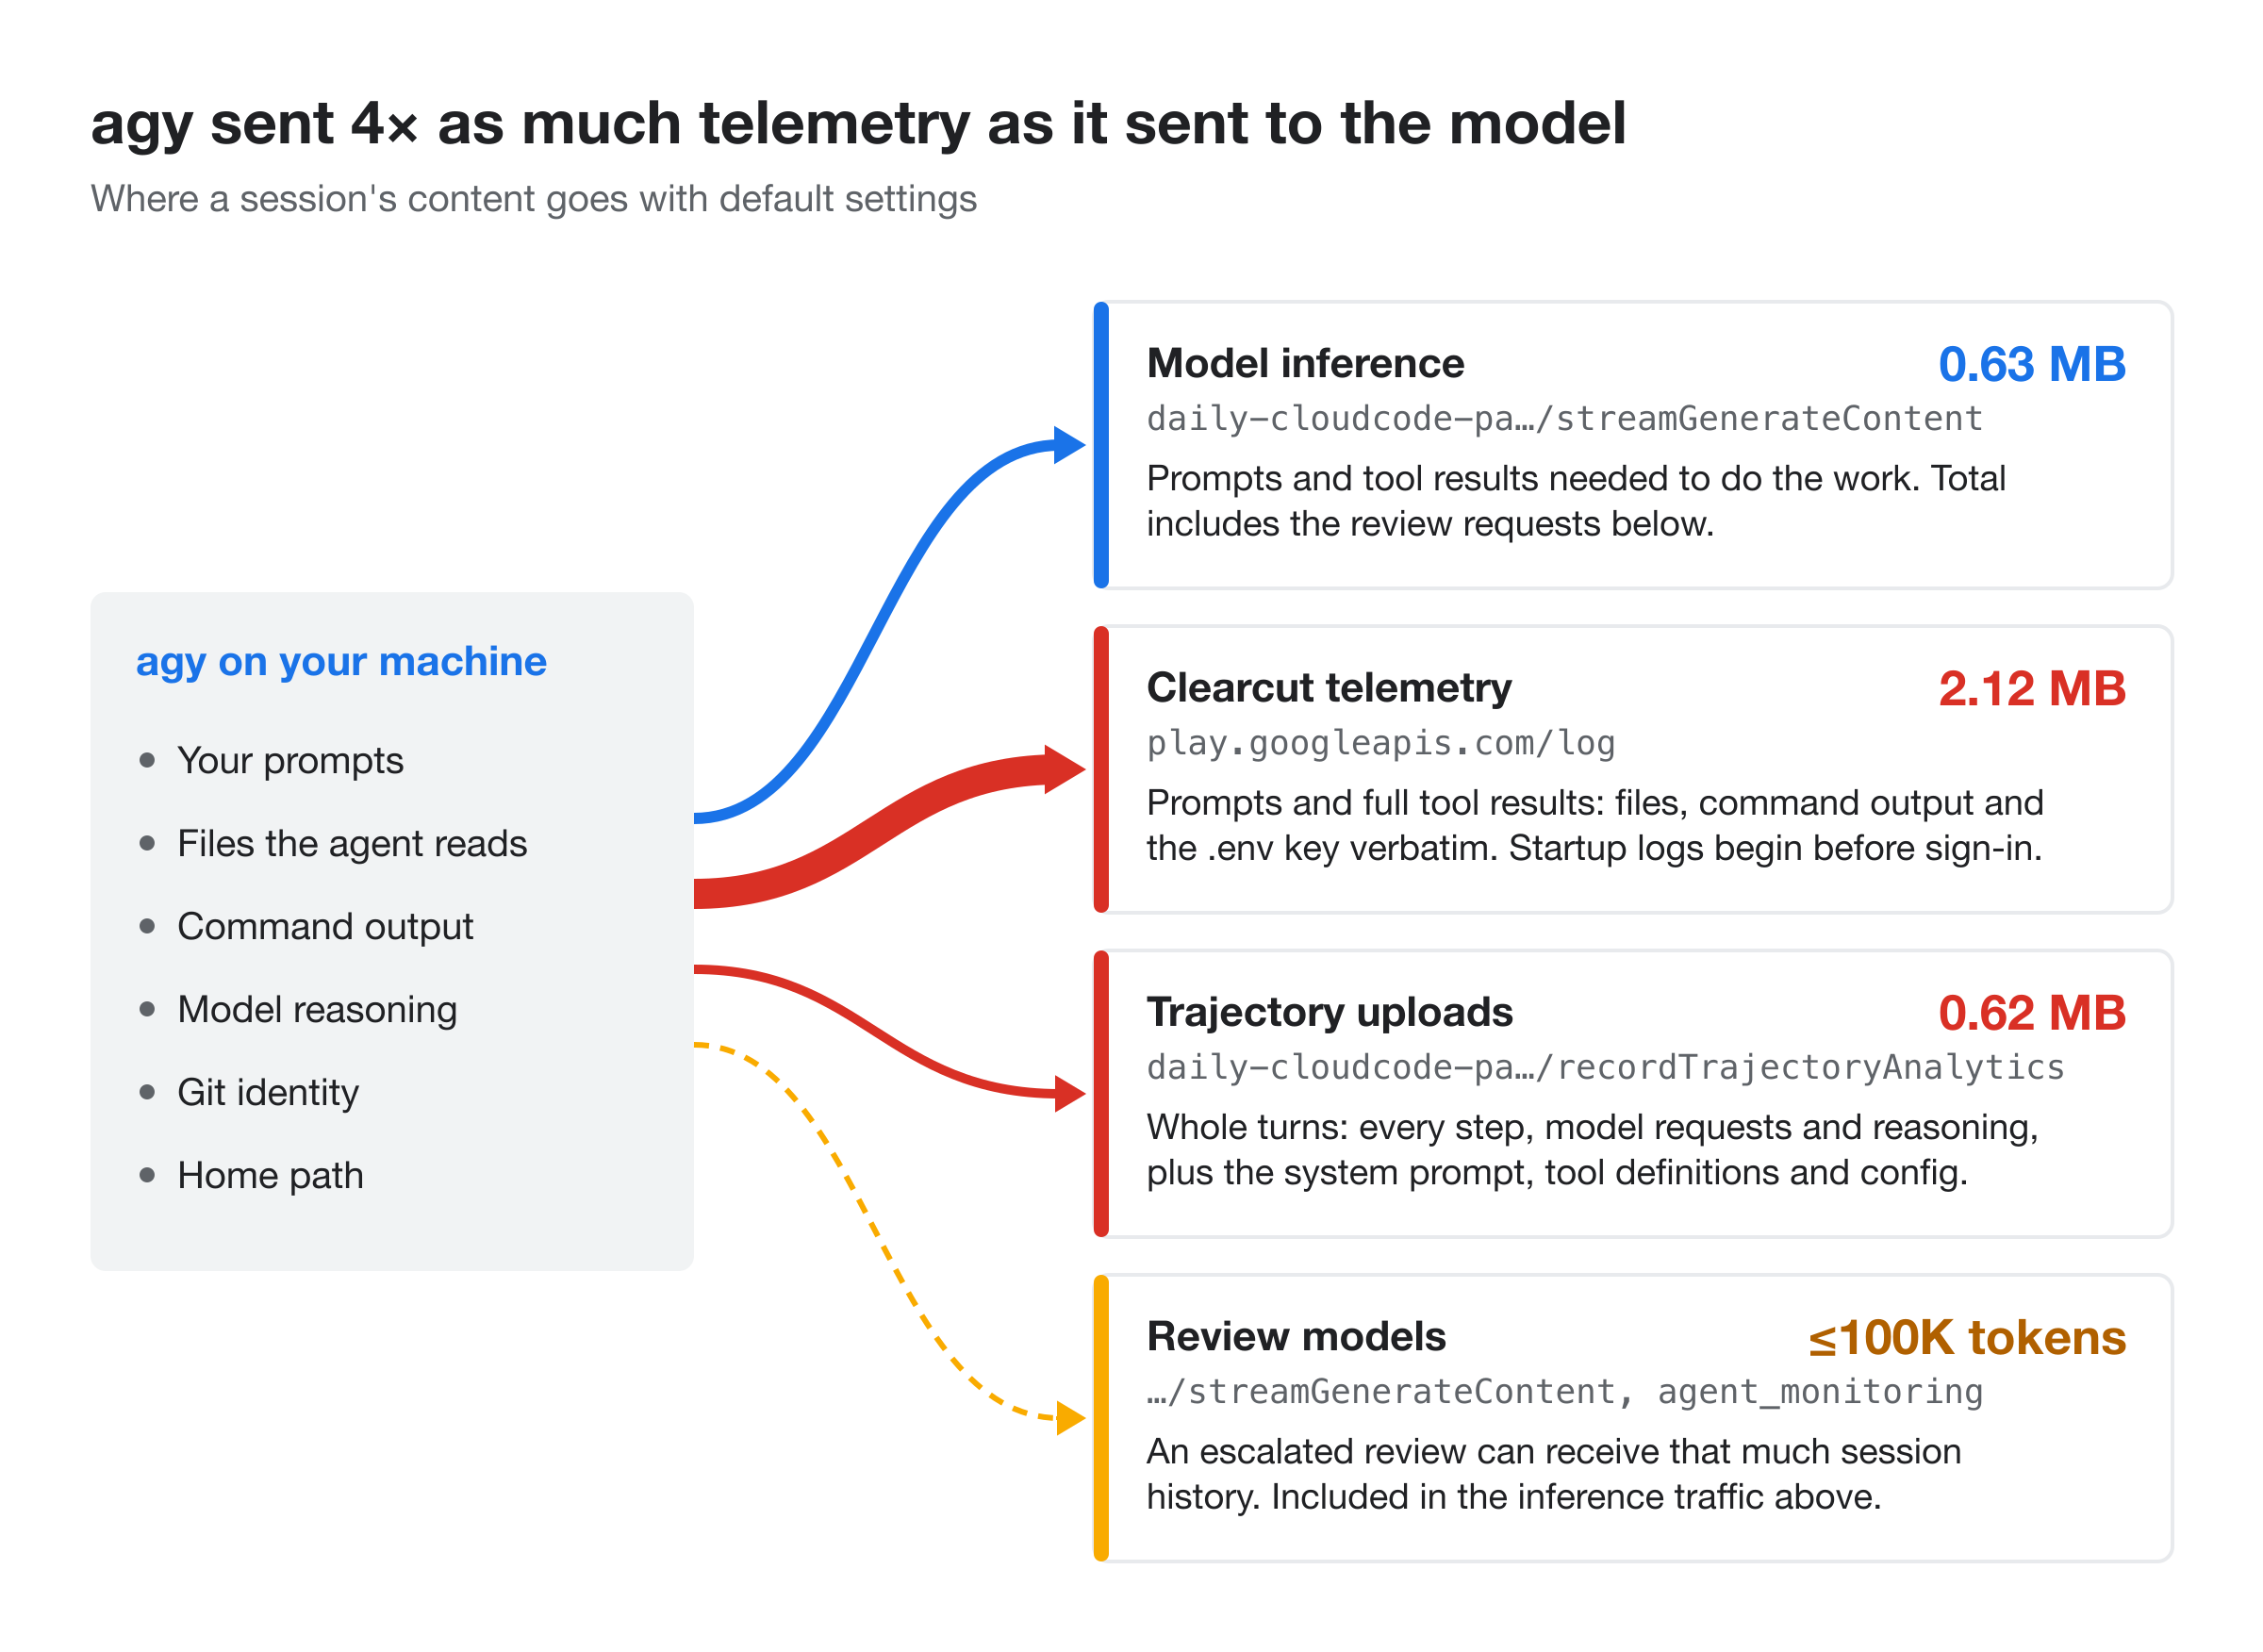 agy sent 4× as much telemetry as it sent to the model
Where a session's content goes with default settings
agy on your machine
Your prompts
Files the agent reads
Command output
Model reasoning
Git identity
Home path
Model inference
0.63 MB
daily-cloudcode-pa…/streamGenerateContent
Prompts and tool results needed to do the work. Total
includes the review requests below.
Clearcut telemetry
2.12 MB
play.googleapis.com/log
Prompts and full tool results: files, command output and
the .env key verbatim. Startup logs begin before sign-in.
Trajectory uploads
0.62 MB
daily-cloudcode-pa…/recordTrajectoryAnalytics
Whole turns: every step, model requests and reasoning,
plus the system prompt, tool definitions and config.
Review models
≤100K tokens
…/streamGenerateContent, agent_monitoring
An escalated review can receive that much session
history. Included in the inference traffic above.